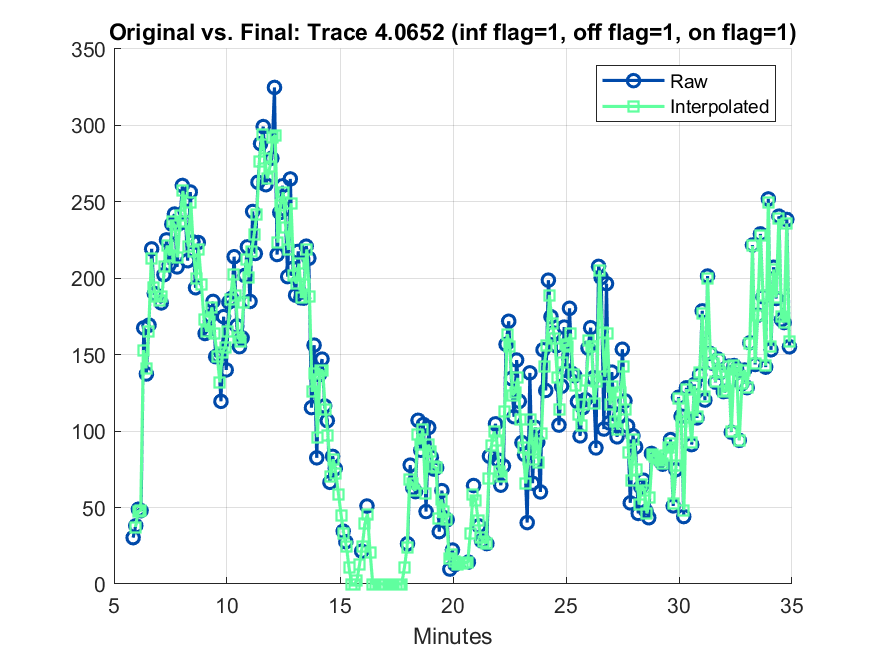 Original vs. Final: Trace 4.0652 (inf flag=1, off flag=1, on flag=1)
350
300
250
200
150
100
50
0
Raw
Interpolated
5 10 15 20 25 30 35
Minutes